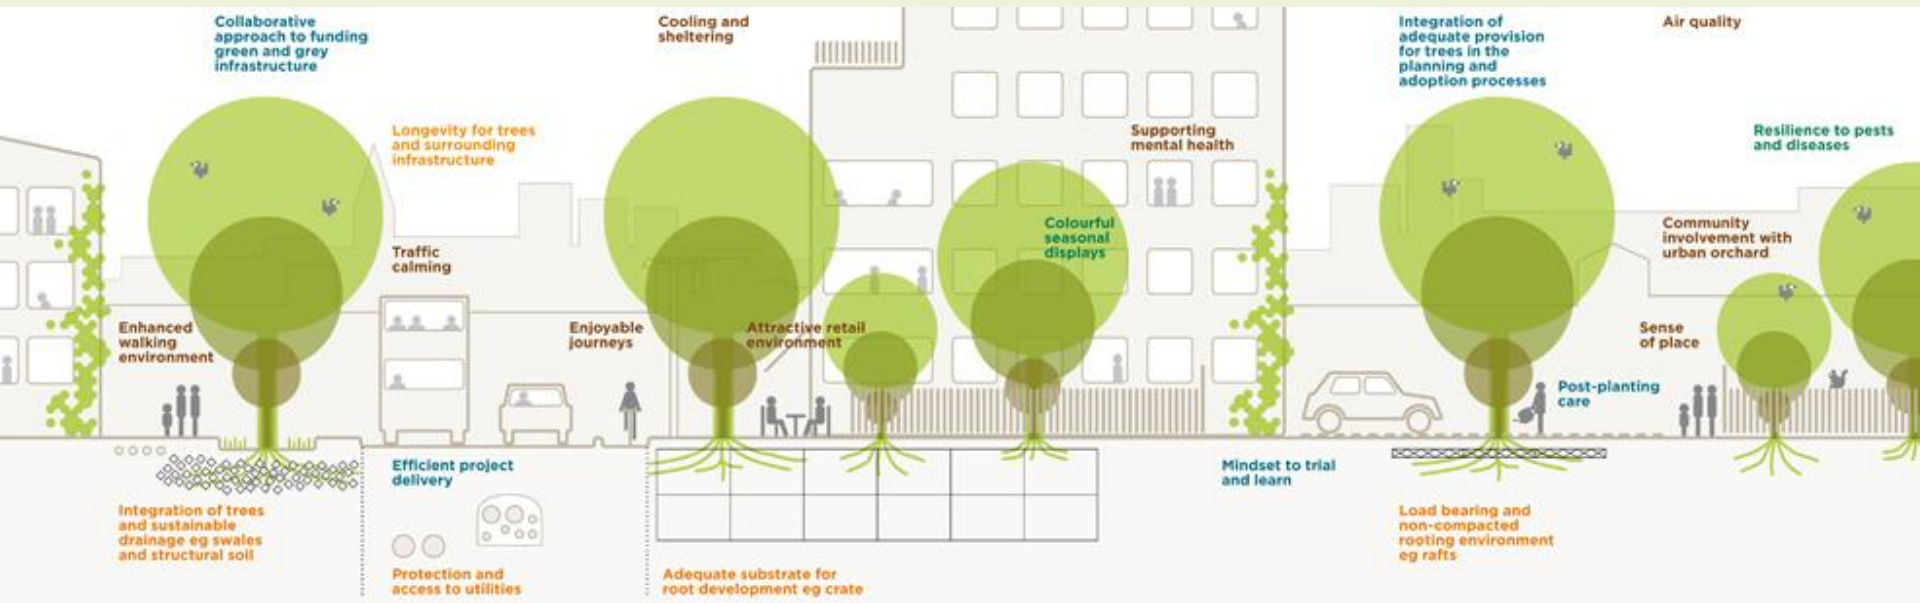 Collaborative
approach to funding
green and grey
infrastructure
Cooling and
sheltering
Integration of
adequate provision
for trees in the
planning and
adoption processes
Air quality
Longevity for trees
and surrounding
infrastructure
Supporting
mental health
Resilience to pests
and diseases
Colourful
seasonal
displays
Community
involvement with
urban orchard
Traffic
calming
Enhanced
walking
environment
Enjoyable
journeys
Attractive retail
environment
Sense
of place
Post-planting
care
Efficient project
delivery
Mindset to trial
and learn
Integration of trees
and sustainable
drainage eg swales
and structural soil
Load bearing and
non-compacted
rooting environment
eg rafts
Protection and
access to utilities
Adequate substrate for
root development eg crate